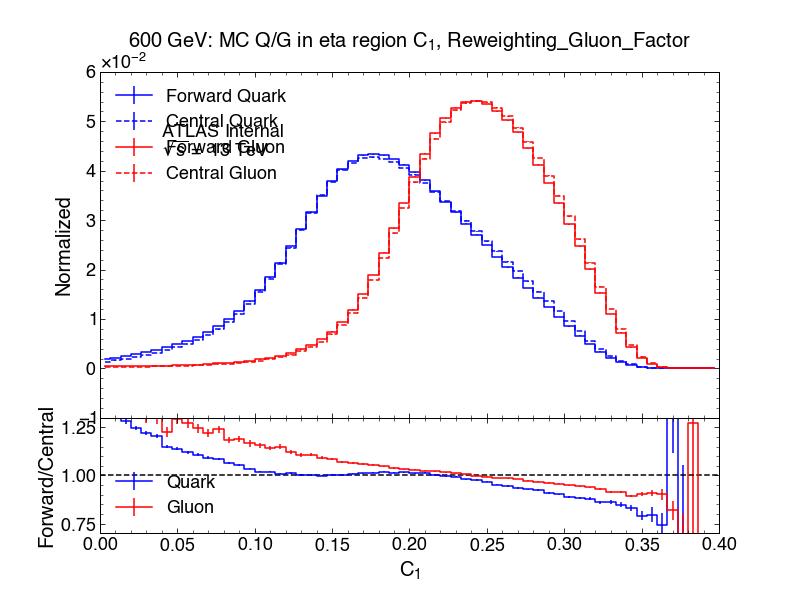 600 GeV: MC Q/G in eta region C₁, Reweighting_Gluon_Factor
×10⁻²
6
5
4
3
2
1
0
−1
Normalized
Forward Quark
Central Quark
ATLAS Internal
Forward Gluon
√s = 13 TeV
Central Gluon
1.25
1.00
0.75
Forward/Central
Quark
Gluon
0.00 0.05 0.10 0.15 0.20 0.25 0.30 0.35 0.40
C₁